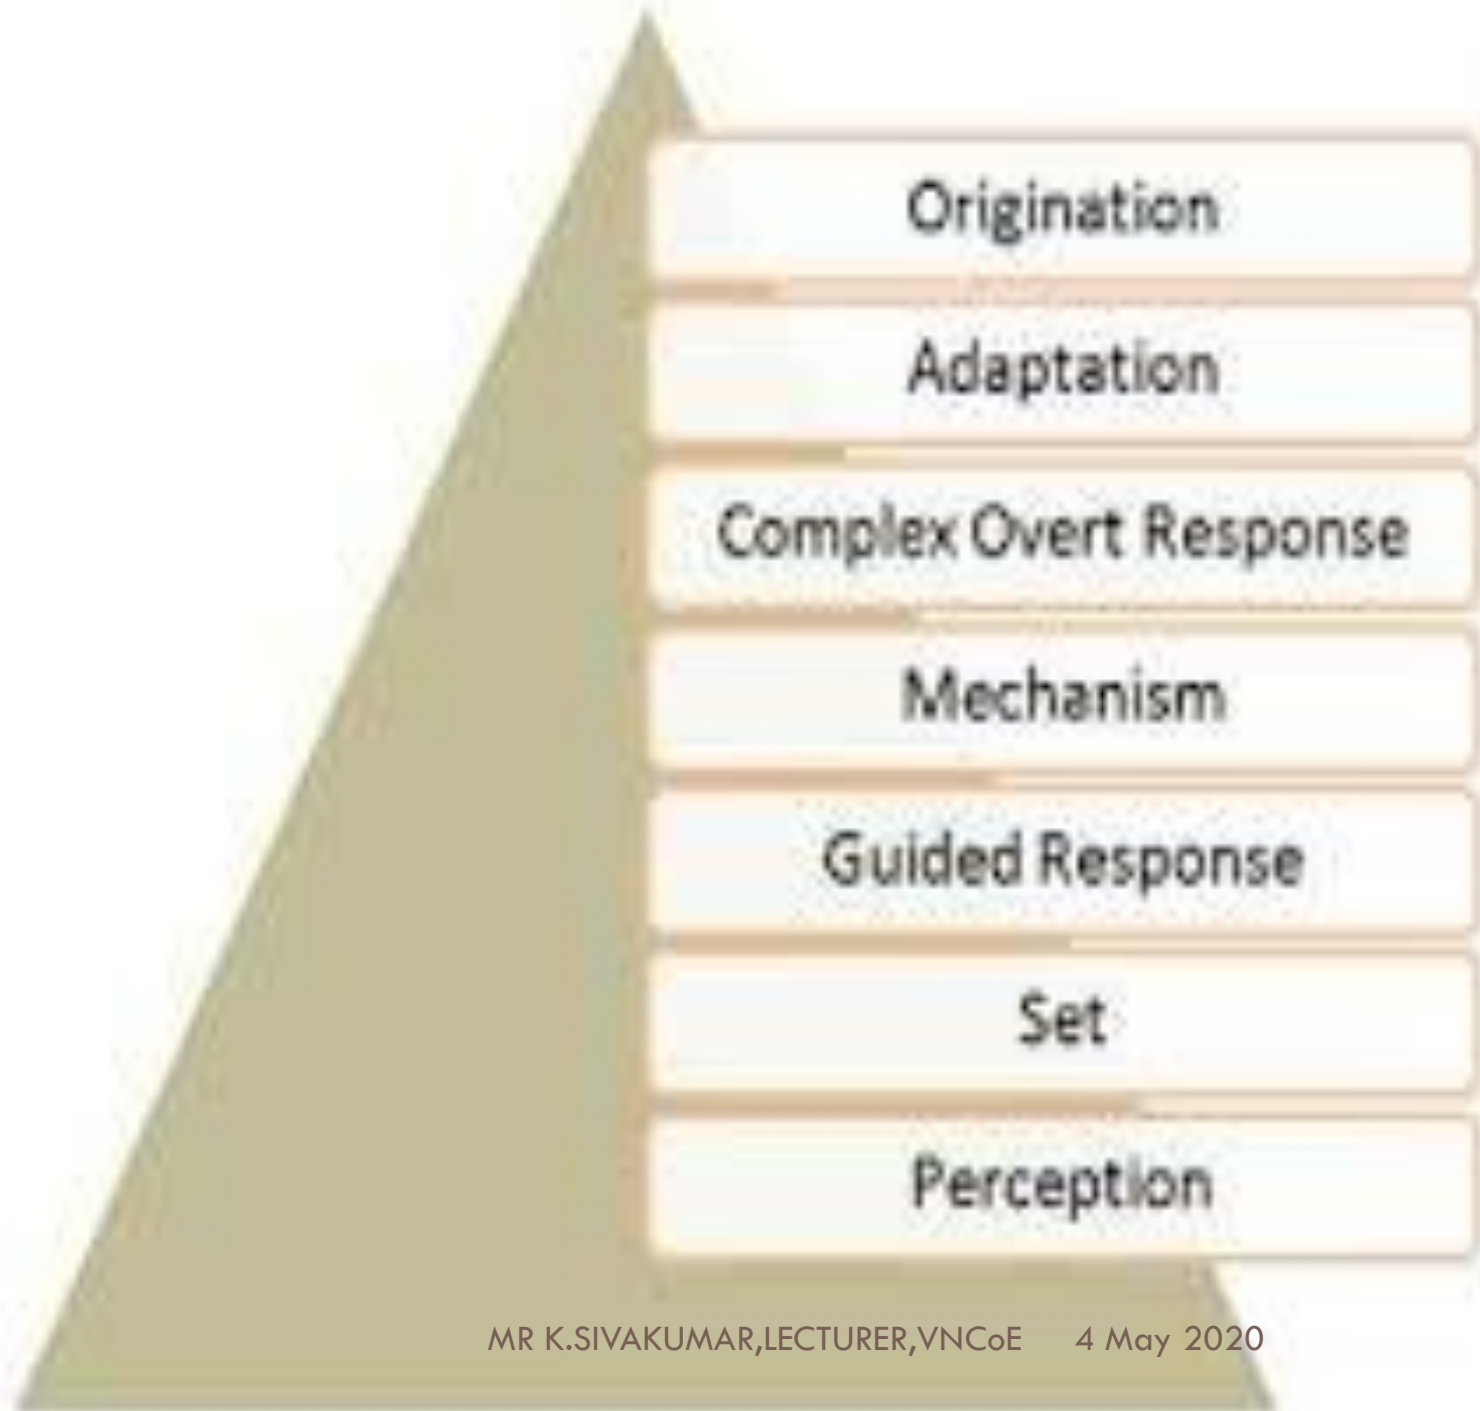 Origination
Adaptation
Complex Overt Response
Mechanism
Guided Response
Set
Perception
MR K.SIVAKUMAR,LECTURER,VNCoE 4 May 2020